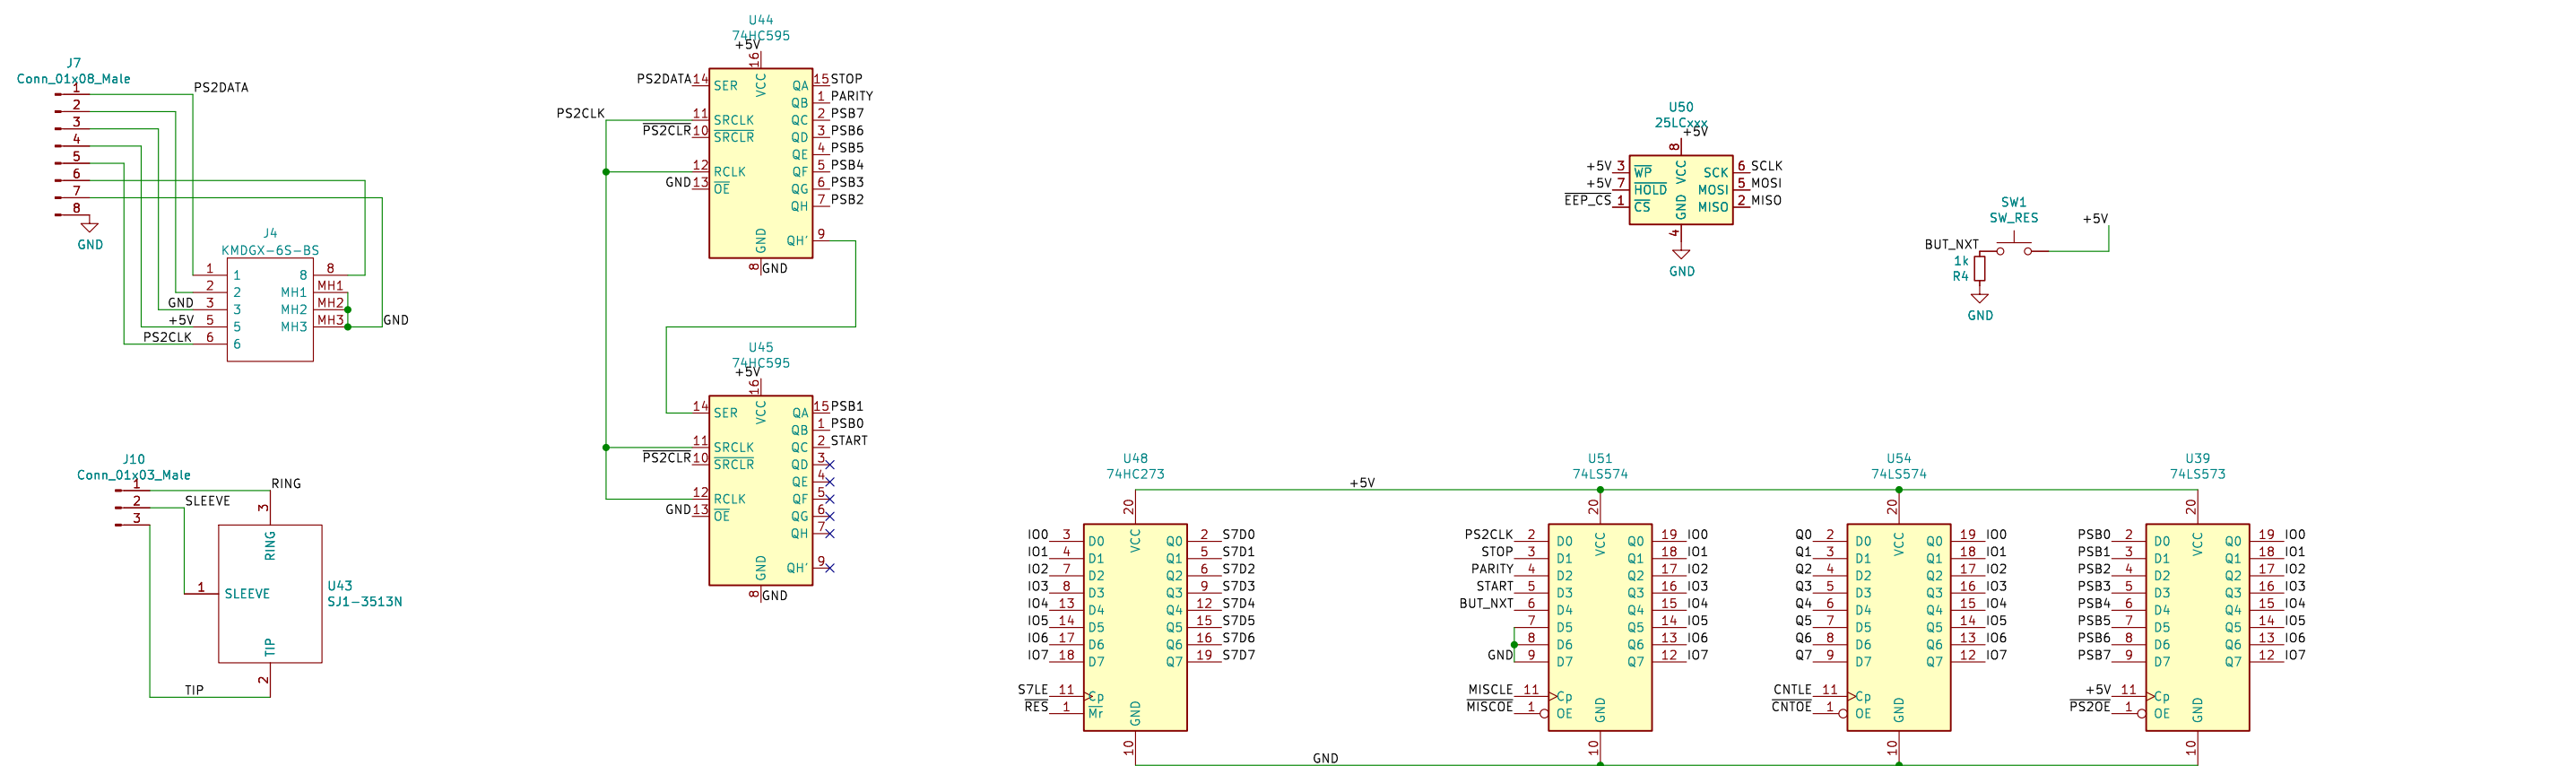 J7
Conn_01x08_Male
1
2
3
4
5
6
7
8
PS2DATA
GND
J4
KMDGX-6S-BS
1 1 8 8
2 2 MH1 MH1
GND 3 3 MH2 MH2
+5V 5 5 MH3 MH3 GND
PS2CLK 6 6
J10
Conn_01x03_Male
1
2
3
RING
SLEEVE
3
RING
1 SLEEVE
U43
SJ1-3513N
TIP
2
TIP
U44
74HC595
+5V
16
VCC
PS2DATA 14 SER QA 15 STOP
QB 1 PARITY
PS2CLK 11 SRCLK QC 2 PSB7
PS2CLR 10 SRCLR QD 3 PSB6
QE 4 PSB5
12 RCLK QF 5 PSB4
GND 13 OE QG 6 PSB3
QH 7 PSB2
QH' 9
GND
8 GND
U45
74HC595
+5V
16
VCC
14 SER QA 15 PSB1
QB 1 PSB0
11 SRCLK QC 2 START
PS2CLR 10 SRCLR QD 3
QE 4
12 RCLK QF 5
GND 13 OE QG 6
QH 7
QH' 9
GND
8 GND
U50
25LCxxx
+5V
8
VCC
+5V 3 WP SCK 6 SCLK
+5V 7 HOLD MOSI 5 MOSI
EEP_CS 1 CS MISO 2 MISO
GND
4
GND
SW1
SW_RES
+5V
BUT_NXT
1k
R4
GND
+5V
U48
74HC273
20
VCC
IO0 3 D0 Q0 2 S7D0
IO1 4 D1 Q1 5 S7D1
IO2 7 D2 Q2 6 S7D2
IO3 8 D3 Q3 9 S7D3
IO4 13 D4 Q4 12 S7D4
IO5 14 D5 Q5 15 S7D5
IO6 17 D6 Q6 16 S7D6
IO7 18 D7 Q7 19 S7D7
S7LE 11 Cp
RES 1 Mr
GND
10
GND
U51
74LS574
20
VCC
PS2CLK 2 D0 Q0 19 IO0
STOP 3 D1 Q1 18 IO1
PARITY 4 D2 Q2 17 IO2
START 5 D3 Q3 16 IO3
BUT_NXT 6 D4 Q4 15 IO4
7 D5 Q5 14 IO5
8 D6 Q6 13 IO6
GND 9 D7 Q7 12 IO7
MISCLE 11 Cp
MISCOE 1 OE
GND
10
U54
74LS574
20
VCC
Q0 2 D0 Q0 19 IO0
Q1 3 D1 Q1 18 IO1
Q2 4 D2 Q2 17 IO2
Q3 5 D3 Q3 16 IO3
Q4 6 D4 Q4 15 IO4
Q5 7 D5 Q5 14 IO5
Q6 8 D6 Q6 13 IO6
Q7 9 D7 Q7 12 IO7
CNTLE 11 Cp
CNTOE 1 OE
GND
10
U39
74LS573
20
VCC
PSB0 2 D0 Q0 19 IO0
PSB1 3 D1 Q1 18 IO1
PSB2 4 D2 Q2 17 IO2
PSB3 5 D3 Q3 16 IO3
PSB4 6 D4 Q4 15 IO4
PSB5 7 D5 Q5 14 IO5
PSB6 8 D6 Q6 13 IO6
PSB7 9 D7 Q7 12 IO7
+5V 11 Cp
PS2OE 1 OE
GND
10